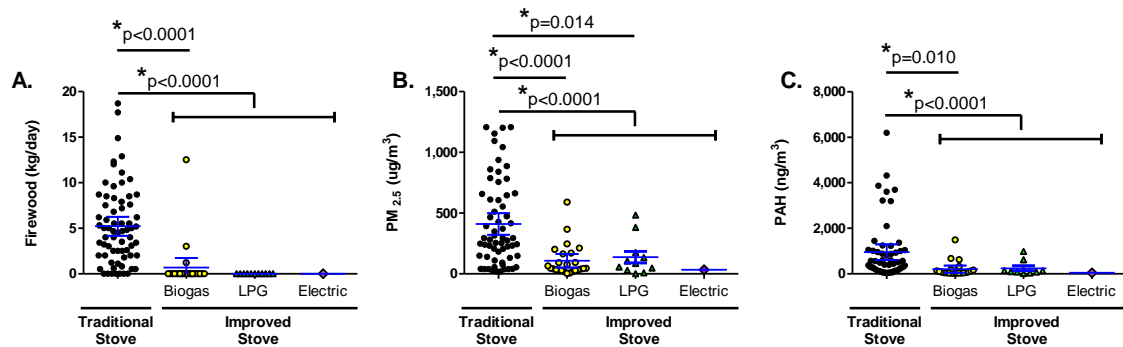 A.
*p<0.0001
*p<0.0001
Firewood (kg/day)
20
15
10
5
0
Biogas LPG Electric
Traditional Stove
Improved Stove
B.
*p=0.014
*p<0.0001
*p<0.0001
PM 2.5 (ug/m³)
1,500
1,000
500
0
Biogas LPG Electric
Traditional Stove
Improved Stove
C.
*p=0.010
*p<0.0001
PAH (ng/m³)
8,000
6,000
4,000
2,000
0
Biogas LPG Electric
Traditional Stove
Improved Stove